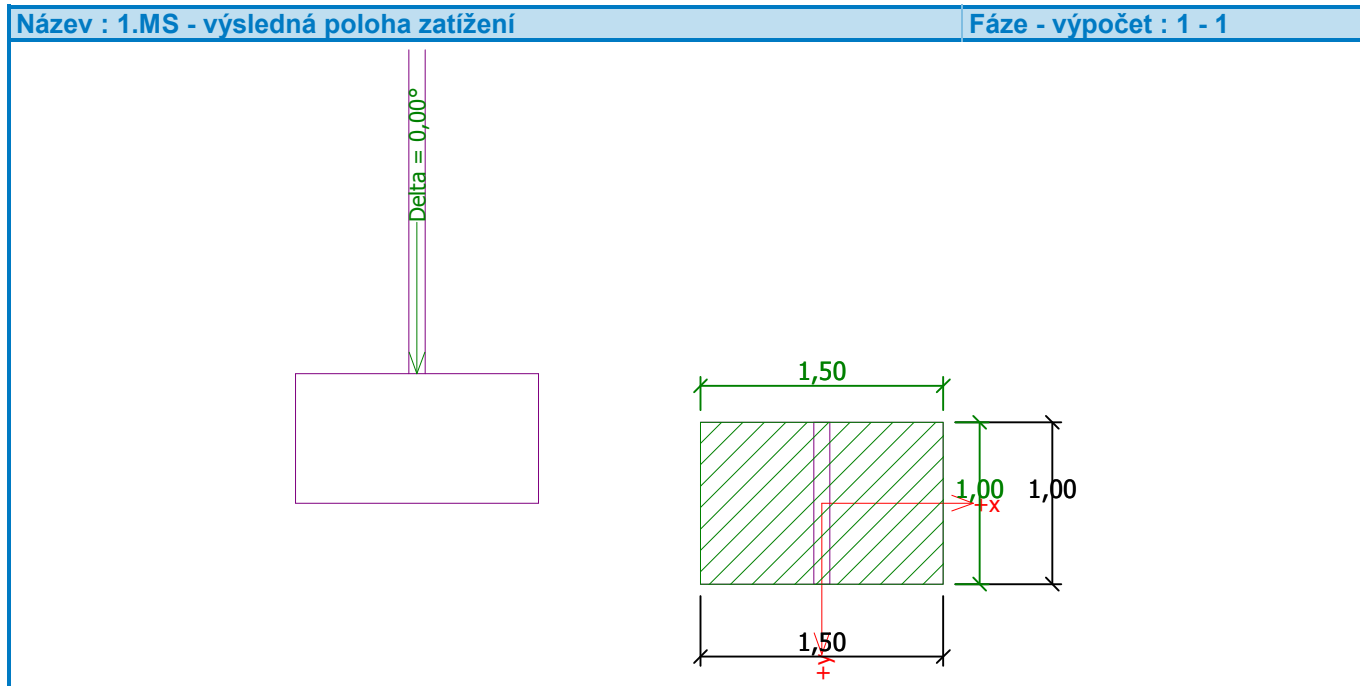 Název : 1.MS - výsledná poloha zatížení
Fáze - výpočet : 1 - 1
Delta = 0,00°
1,50
1,00
1,00
+x
1,50
+y